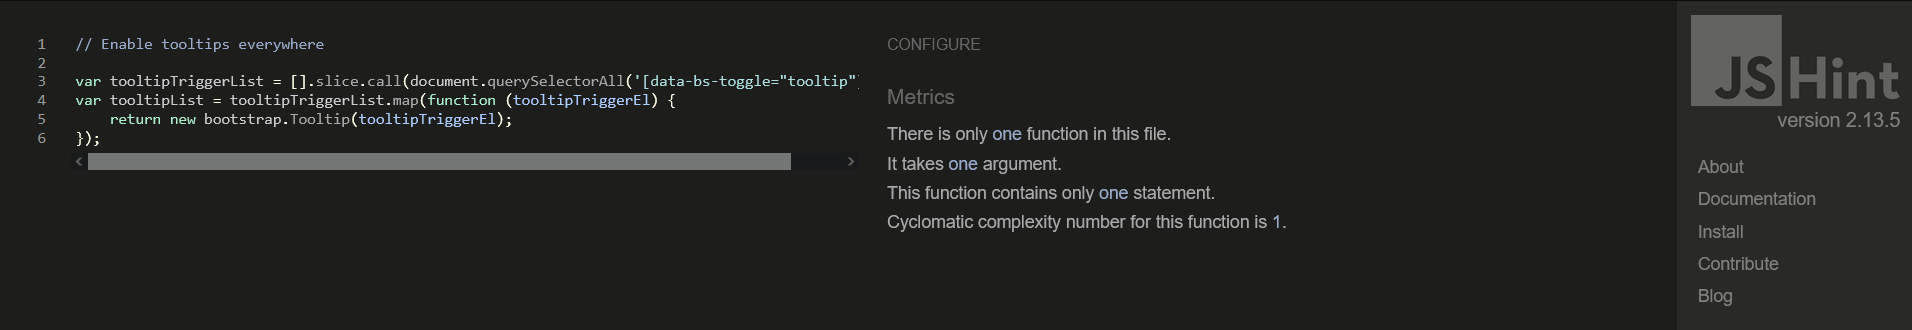 1 // Enable tooltips everywhere
2
3 var tooltipTriggerList = [].slice.call(document.querySelectorAll('[data-bs-toggle="tooltip"]
4 var tooltipList = tooltipTriggerList.map(function (tooltipTriggerEl) {
5     return new bootstrap.Tooltip(tooltipTriggerEl);
6 });
CONFIGURE
Metrics
There is only one function in this file.
It takes one argument.
This function contains only one statement.
Cyclomatic complexity number for this function is 1.
JSHint
version 2.13.5
About
Documentation
Install
Contribute
Blog